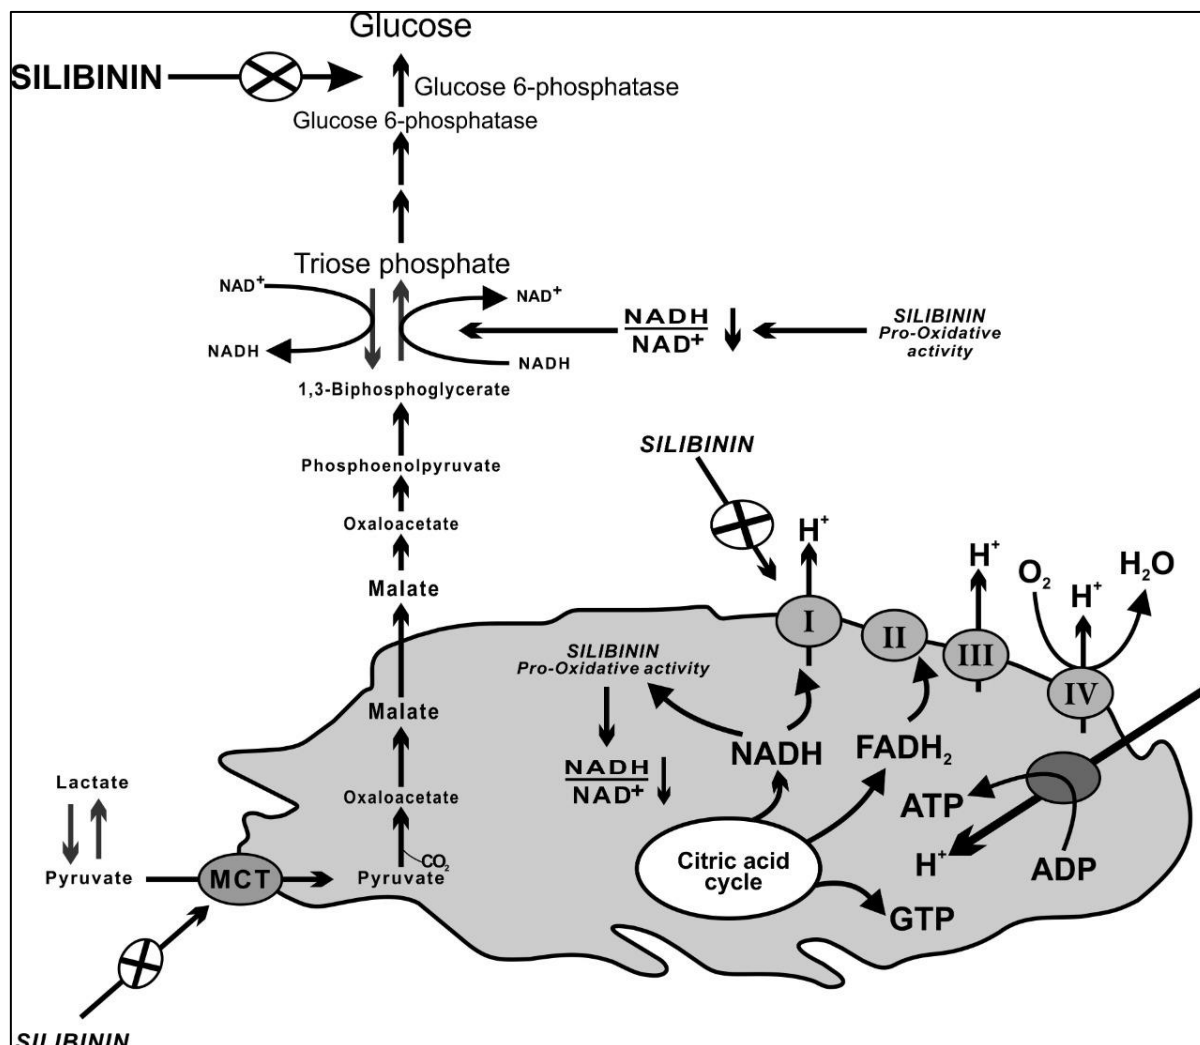 Glucose
SILIBININ
Glucose 6-phosphatase
Glucose 6-phosphatase
Triose phosphate
NAD+
NAD+
NADH
NADH
NADH
NAD+
SILIBININ
Pro-Oxidative
activity
1,3-Biphosphoglycerate
Phosphoenolpyruvate
Oxaloacetate
Malate
SILIBININ
H+
H+
O2
H+
H2O
I
II
III
IV
SILIBININ
Pro-Oxidative activity
Malate
NADH
NAD+
NADH
FADH2
ATP
H+
ADP
Citric acid
cycle
GTP
Oxaloacetate
CO2
Lactate
Pyruvate
MCT
Pyruvate
SILIBININ